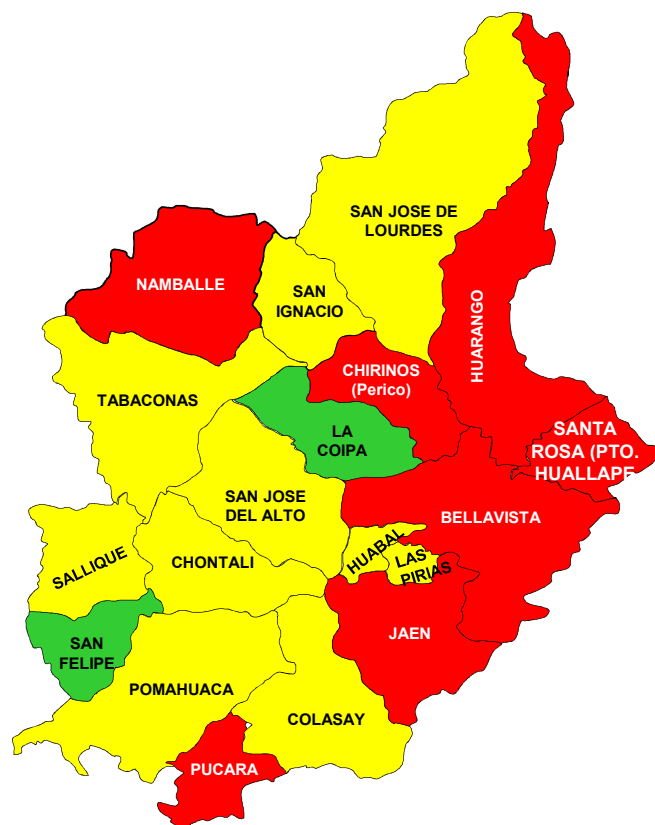 SAN JOSE DE
LOURDES
NAMBALLE
SAN
IGNACIO
HUARANGO
CHIRINOS
(Perico)
TABACONAS
LA
COIPA
SANTA
ROSA (PTO.
HUALLAPE
SAN JOSE
DEL ALTO
BELLAVISTA
HUABAL
LAS
PIRIAS
SALLIQUE
CHONTALI
JAEN
SAN
FELIPE
POMAHUACA
COLASAY
PUCARA